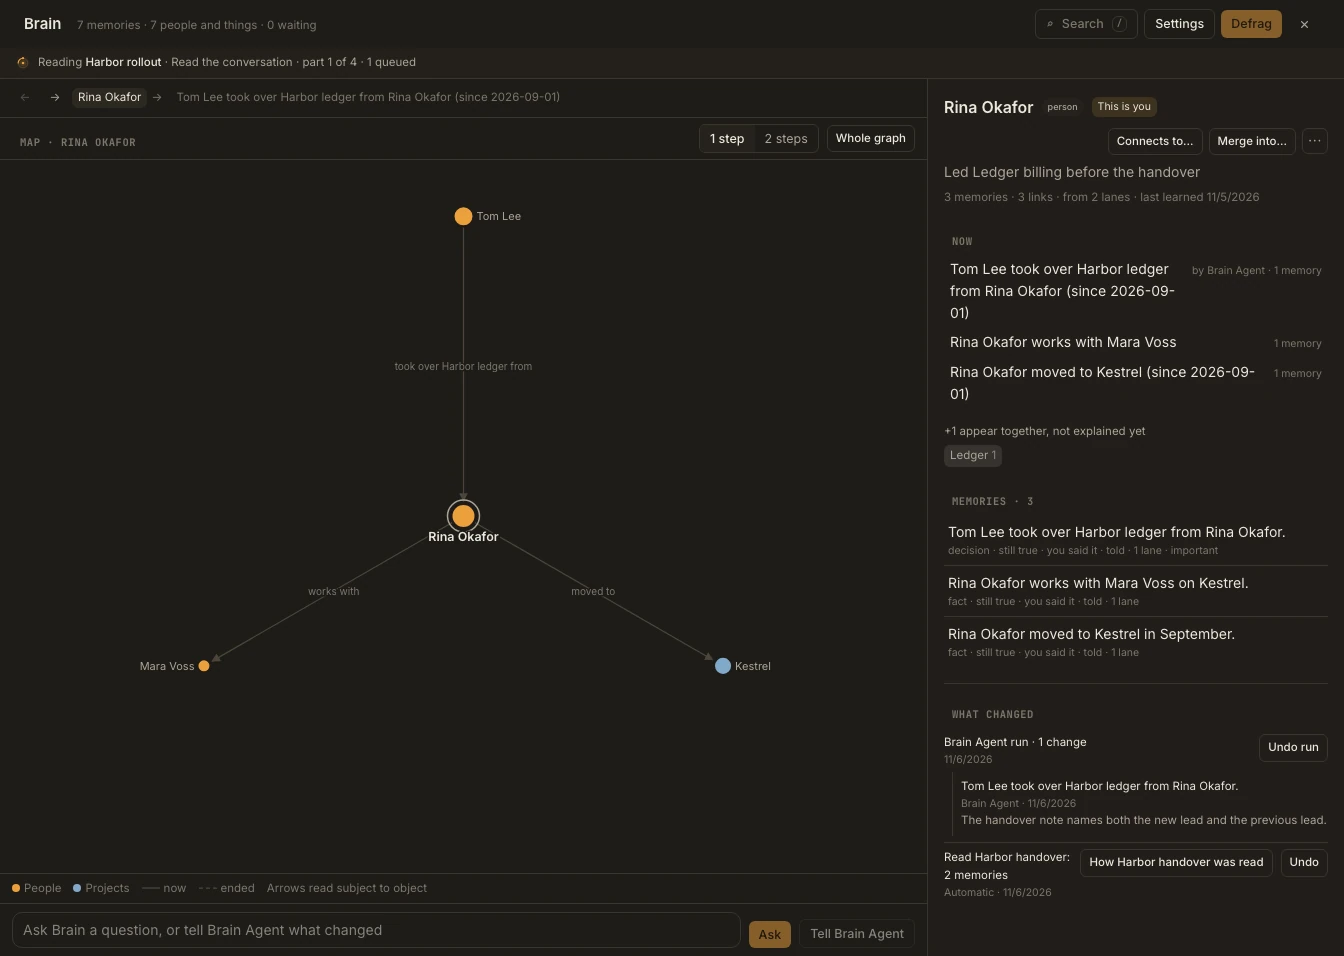 Brain
7 memories · 7 people and things · 0 waiting
Search /
Settings
Defrag
×
Reading Harbor rollout · Read the conversation · part 1 of 4 · 1 queued
← → Rina Okafor → Tom Lee took over Harbor ledger from Rina Okafor (since 2026-09-01)
MAP · RINA OKAFOR
1 step
2 steps
Whole graph
Tom Lee
took over Harbor ledger from
Rina Okafor
works with
moved to
Mara Voss
Kestrel
People
Projects
now
ended
Arrows read subject to object
Ask Brain a question, or tell Brain Agent what changed
Ask
Tell Brain Agent
Rina Okafor
person
This is you
Connects to...
Merge into...
···
Led Ledger billing before the handover
3 memories · 3 links · from 2 lanes · last learned 11/5/2026
NOW
Tom Lee took over Harbor ledger
from Rina Okafor (since 2026-09-
01)
by Brain Agent · 1 memory
Rina Okafor works with Mara Voss
1 memory
Rina Okafor moved to Kestrel (since 2026-09-
01)
1 memory
+1 appear together, not explained yet
Ledger 1
MEMORIES · 3
Tom Lee took over Harbor ledger from Rina Okafor.
decision · still true · you said it · told · 1 lane · important
Rina Okafor works with Mara Voss on Kestrel.
fact · still true · you said it · told · 1 lane
Rina Okafor moved to Kestrel in September.
fact · still true · you said it · told · 1 lane
WHAT CHANGED
Brain Agent run · 1 change
11/6/2026
Undo run
Tom Lee took over Harbor ledger from Rina Okafor.
Brain Agent · 11/6/2026
The handover note names both the new lead and the previous lead.
Read Harbor handover:
2 memories
Automatic · 11/6/2026
How Harbor handover was read
Undo